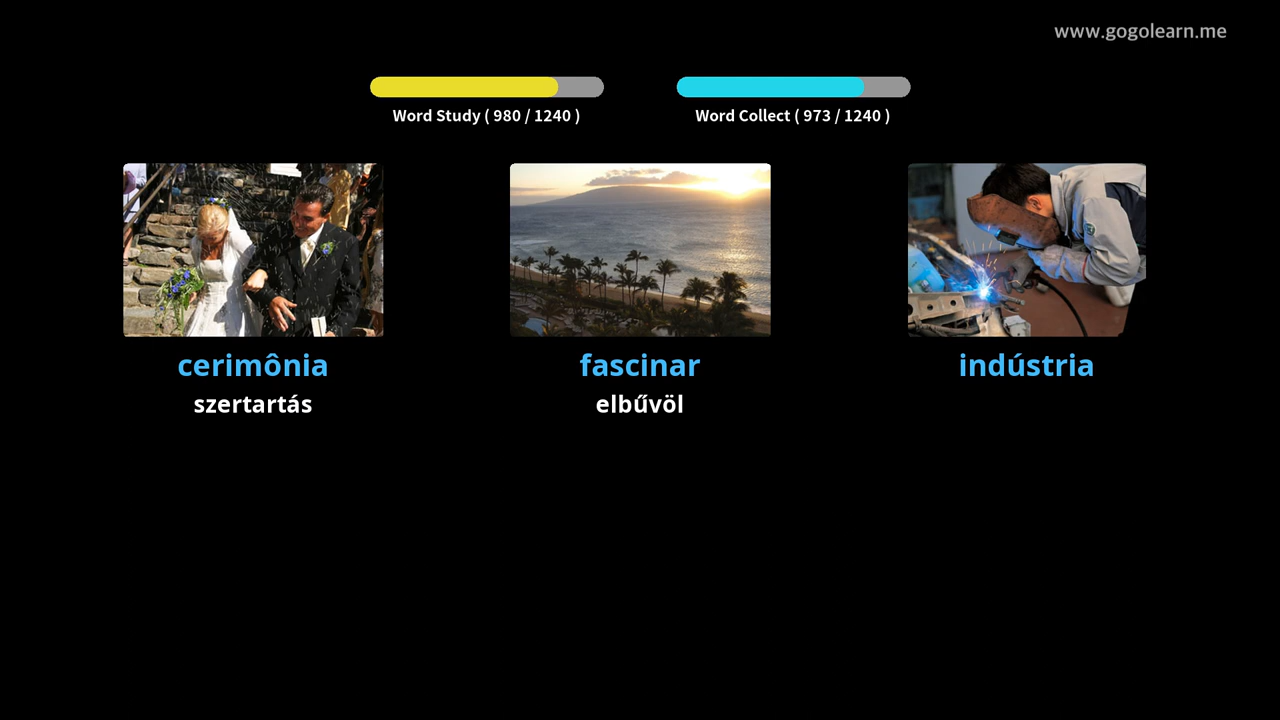 www.gogolearn.me
Word Study ( 980 / 1240 )
Word Collect ( 973 / 1240 )
cerimônia
szertartás
fascinar
elbűvöl
indústria